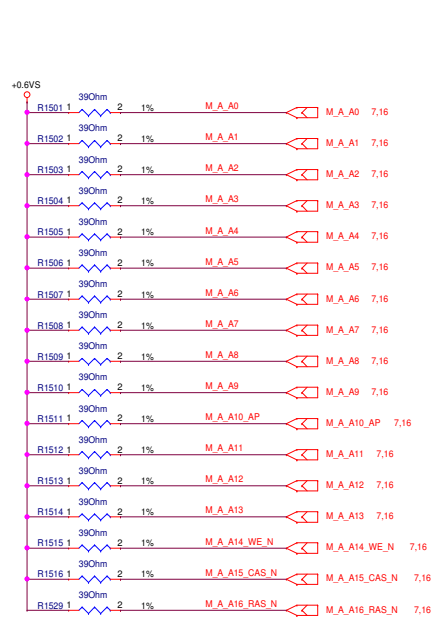 +0.6VS
39Ohm
R1501 1 2 1% M_A_A0 M_A_A0 7,16
39Ohm
R1502 1 2 1% M_A_A1 M_A_A1 7,16
39Ohm
R1503 1 2 1% M_A_A2 M_A_A2 7,16
39Ohm
R1504 1 2 1% M_A_A3 M_A_A3 7,16
39Ohm
R1505 1 2 1% M_A_A4 M_A_A4 7,16
39Ohm
R1506 1 2 1% M_A_A5 M_A_A5 7,16
39Ohm
R1507 1 2 1% M_A_A6 M_A_A6 7,16
39Ohm
R1508 1 2 1% M_A_A7 M_A_A7 7,16
39Ohm
R1509 1 2 1% M_A_A8 M_A_A8 7,16
39Ohm
R1510 1 2 1% M_A_A9 M_A_A9 7,16
39Ohm
R1511 1 2 1% M_A_A10_AP M_A_A10_AP 7,16
39Ohm
R1512 1 2 1% M_A_A11 M_A_A11 7,16
39Ohm
R1513 1 2 1% M_A_A12 M_A_A12 7,16
39Ohm
R1514 1 2 1% M_A_A13 M_A_A13 7,16
39Ohm
R1515 1 2 1% M_A_A14_WE_N M_A_A14_WE_N 7,16
39Ohm
R1516 1 2 1% M_A_A15_CAS_N M_A_A15_CAS_N 7,16
39Ohm
R1529 1 2 1% M_A_A16_RAS_N M_A_A16_RAS_N 7,16